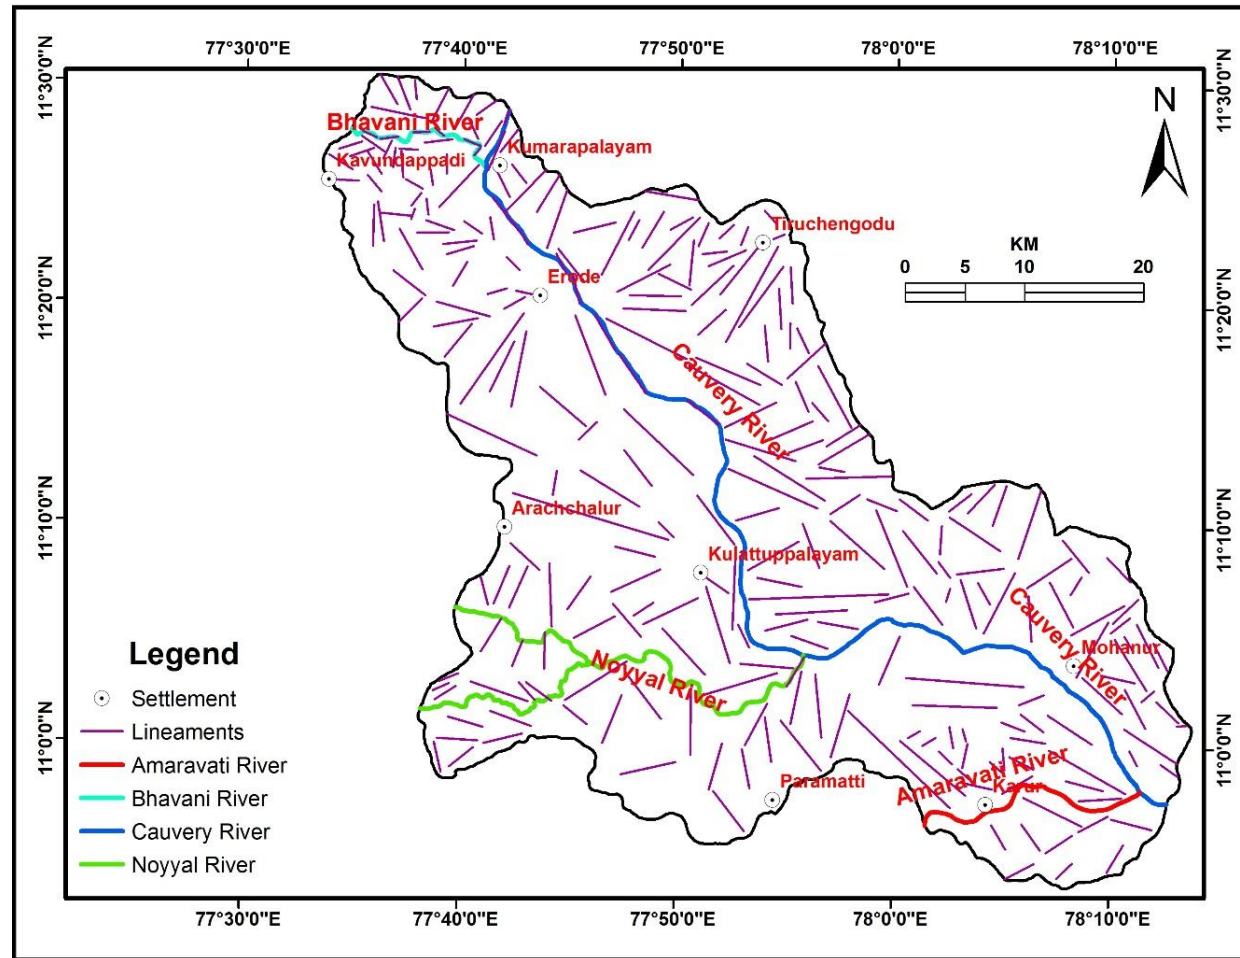 77°30'0"E 77°40'0"E 77°50'0"E 78°0'0"E 78°10'0"E
11°30'0"N
11°30'0"N
N
Bhavani River
Kumarapalayam
Kavundappadi
Tiruchengodu
KM
0 5 10 20
Erode
11°20'0"N
11°20'0"N
Cauvery River
11°10'0"N
11°10'0"N
Arachchalur
Kulattuppalayam
Cauvery River
Mohanur
Noyyal River
11°0'0"N
11°0'0"N
Amaravati River
Paramatti
Karur
Legend
Settlement
Lineaments
Amaravati River
Bhavani River
Cauvery River
Noyyal River
77°30'0"E 77°40'0"E 77°50'0"E 78°0'0"E 78°10'0"E